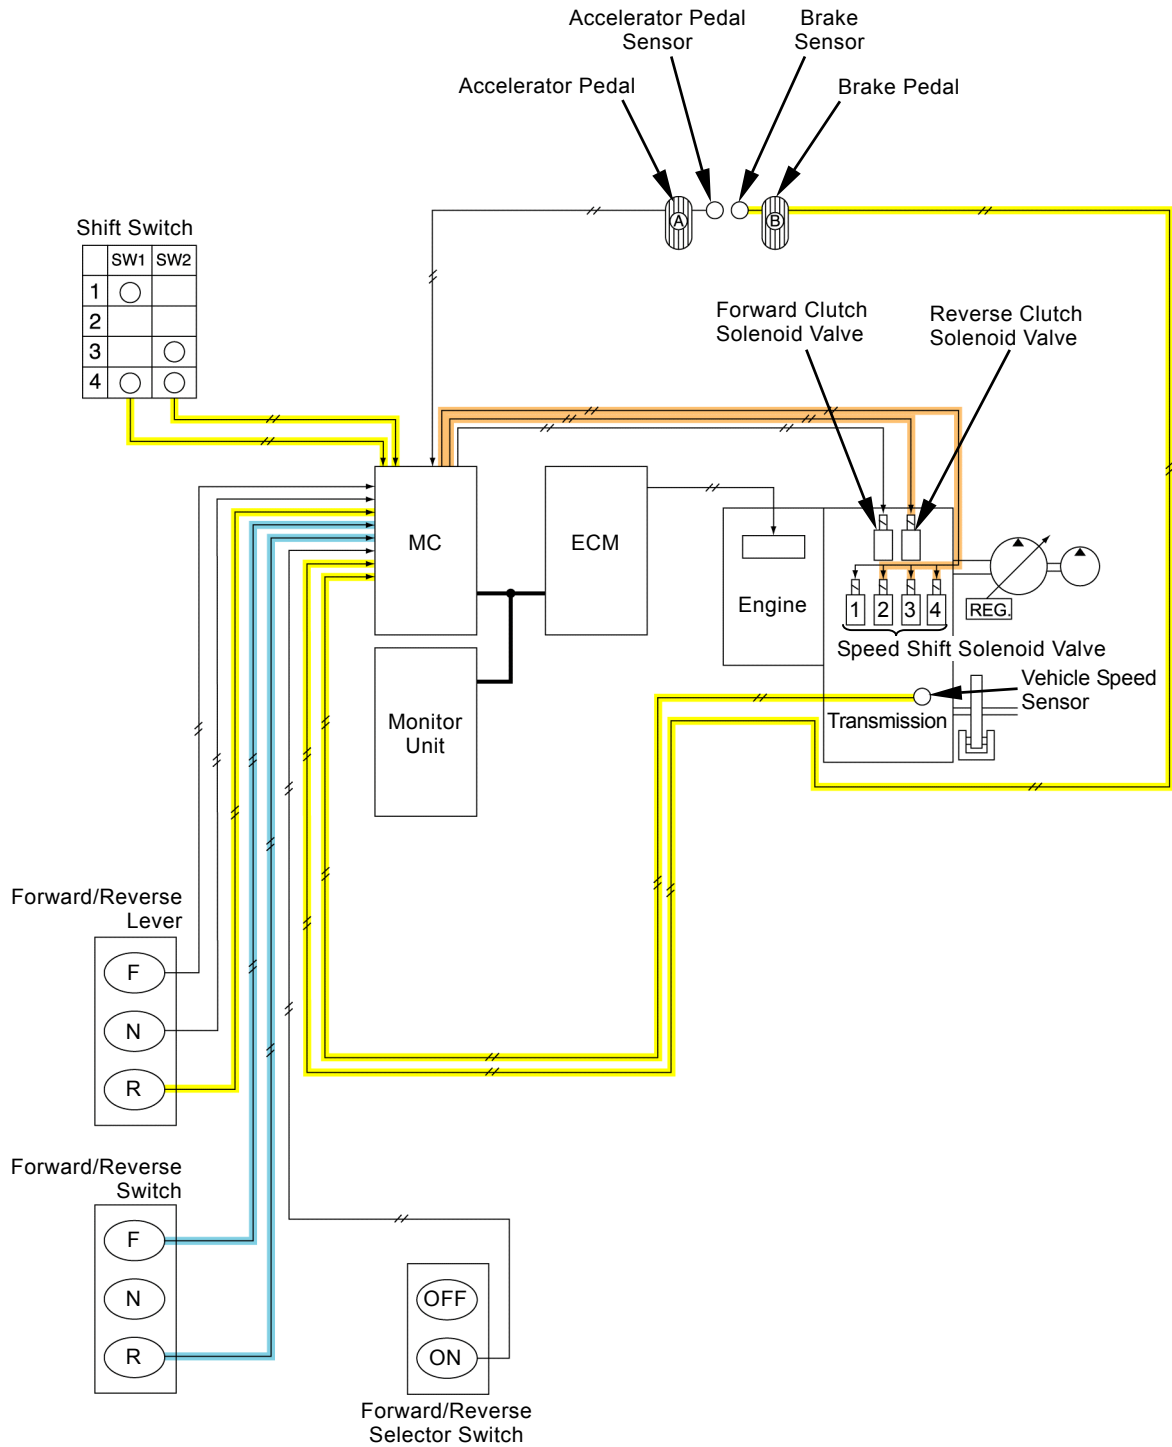 Accelerator Pedal
Sensor
Brake
Sensor
Accelerator Pedal
Brake Pedal
A
B
Shift Switch
SW1 SW2
1
2
3
4
Forward Clutch
Solenoid Valve
Reverse Clutch
Solenoid Valve
MC
ECM
Engine
1 2 3 4
REG.
Speed Shift Solenoid Valve
Vehicle Speed
Sensor
Transmission
Monitor
Unit
Forward/Reverse
Lever
F
N
R
Forward/Reverse
Switch
F
N
R
OFF
ON
Forward/Reverse
Selector Switch